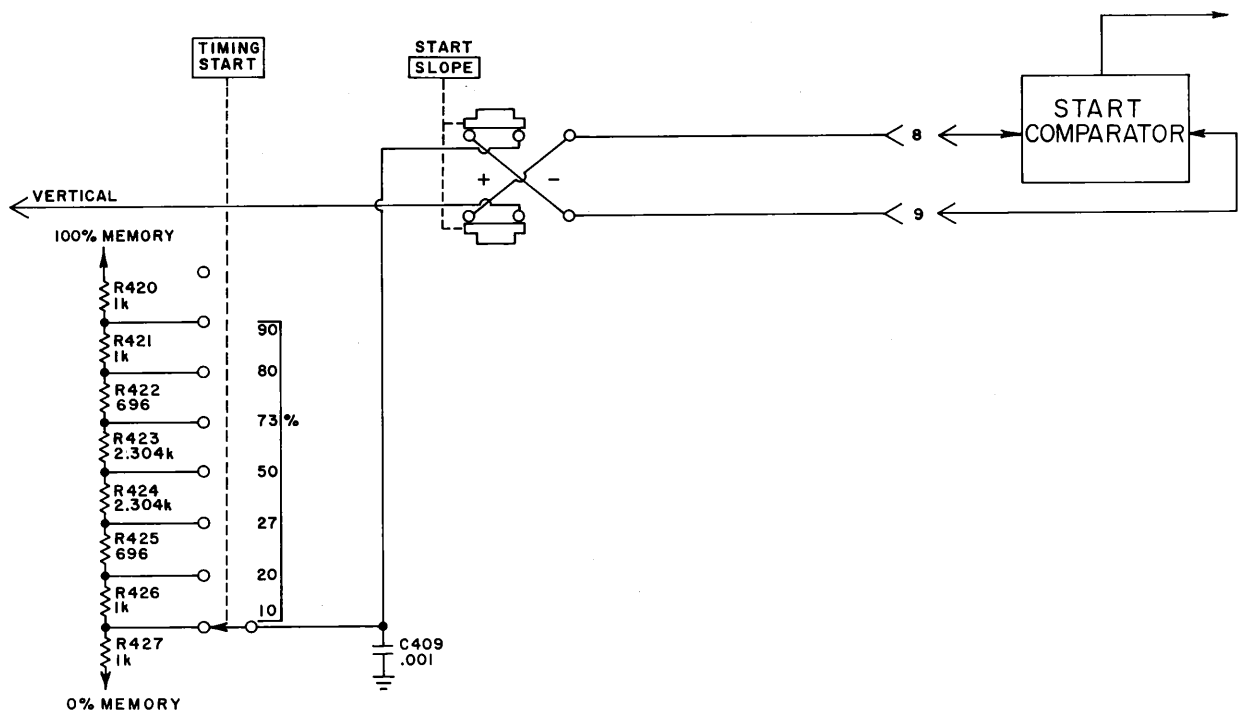 TIMING
START
START
SLOPE
START
COMPARATOR
8
+ −
VERTICAL
9
100% MEMORY
R420
1k
90
R421
1k
80
R422
696
73 %
R423
2.304k
50
R424
2.304k
27
R425
696
20
R426
1k
10
R427
1k
C409
.001
0% MEMORY